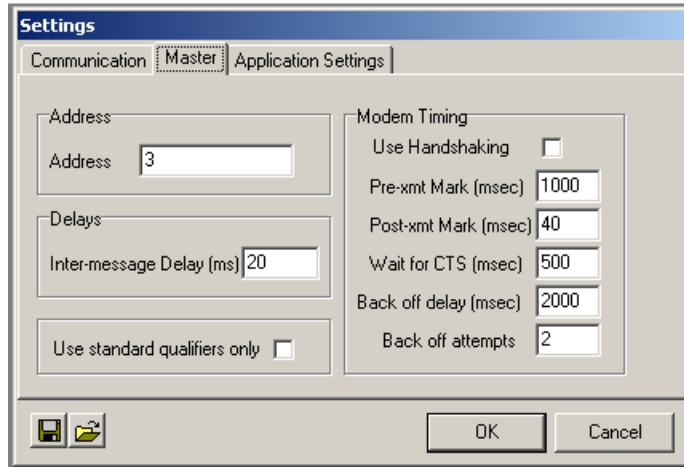 Settings
Communication Master Application Settings
Address
Address 3
Delays
Inter-message Delay (ms) 20
Use standard qualifiers only
Modem Timing
Use Handshaking
Pre-xmt Mark (msec) 1000
Post-xmt Mark (msec) 40
Wait for CTS (msec) 500
Back off delay (msec) 2000
Back off attempts 2
OK Cancel